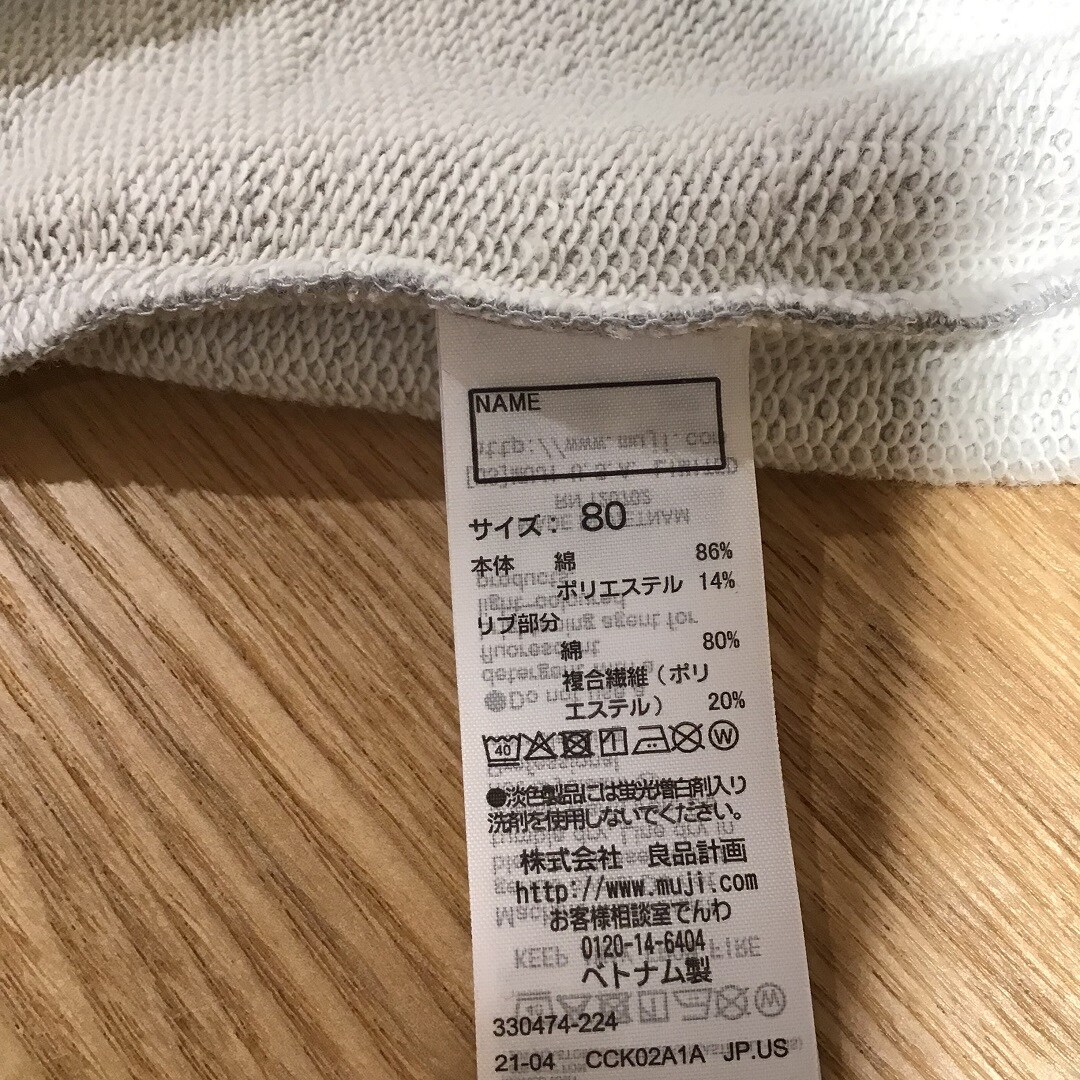 NAME
サイズ： 80
本体 綿 86%
ポリエステル 14%
リブ部分
綿 80%
複合繊維（ポリ
エステル） 20%
40 W
●淡色製品には蛍光増白剤入り
洗剤を使用しないでください。
株式会社 良品計画
http://www.muji.com
お客様相談室でんわ
0120-14-6404
ベトナム製
330474-224
21-04 CCK02A1A JP.US